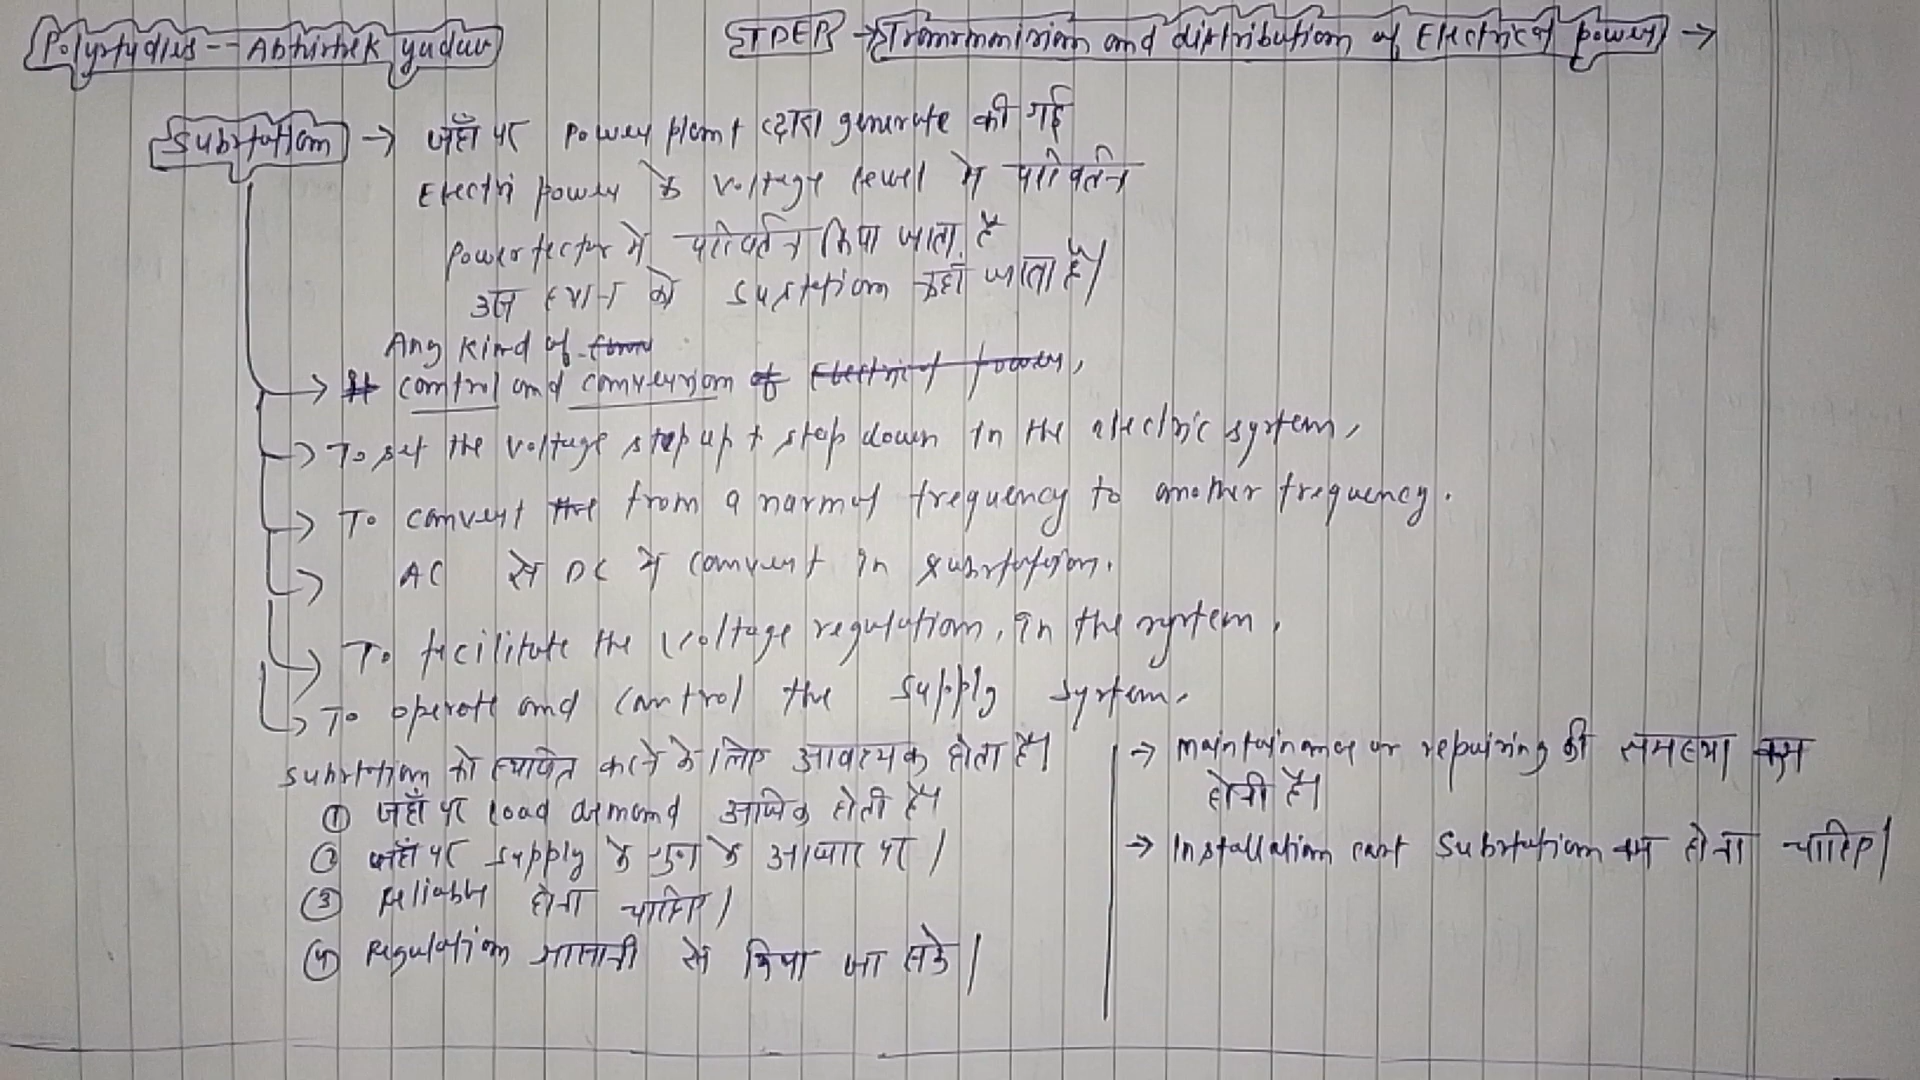 Polystudies -- Abhishek yadav
ETDEP → Transmission and distribution of Electrical power →
Substation → जहाँ पर power plant द्वारा generate की गई
Electri power के voltage level में परिवर्तन
power factor में परिवर्तन किया जाता है
उस स्थान को Substation कहाँ जाता है।
Any kind of
→ control and conversion
→ To set the voltage step up & step down in the electric system,
→ To convert from a normal frequency to another frequency.
→ AC से DC में convert in substation.
→ To facilitate the voltage regulation, in the system,
→ To operate and control the supply system,
Substation को स्थापित करने के लिए आवश्यक होता है।
① जहाँ पर load demand अधिक होती है।
② जहाँ पर supply के गुण के आधार पर।
③ Reliable होना चाहिए।
④ Regulation आसानी से किया जा सके।
→ maintainance or repairing की समस्या कम
होनी है।
→ Installation cost Substation कम होना चाहिए।